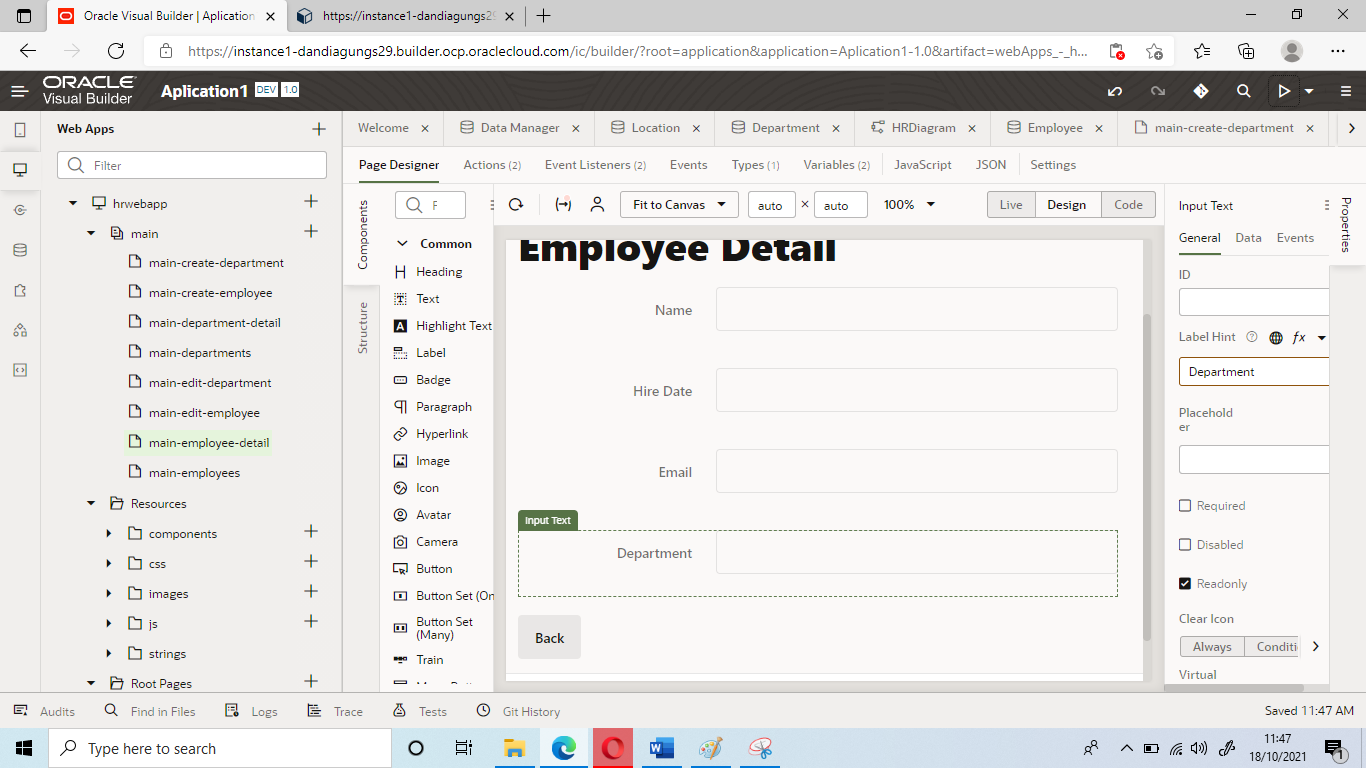 Oracle Visual Builder | Aplication
https://instance1-dandiagungs29
https://instance1-dandiagungs29.builder.ocp.oraclecloud.com/ic/builder/?root=application&application=Aplication1-1.0&artifact=webApps_-_h...
ORACLE
Visual Builder
Aplication1 DEV 1.0
Web Apps
Filter
hrwebapp
main
main-create-department
main-create-employee
main-department-detail
main-departments
main-edit-department
main-edit-employee
main-employee-detail
main-employees
Resources
components
css
images
js
strings
Root Pages
Welcome
Data Manager
Location
Department
HRDiagram
Employee
main-create-department
Page Designer
Actions (2)
Event Listeners (2)
Events
Types (1)
Variables (2)
JavaScript
JSON
Settings
Components
Structure
F
Common
Heading
Text
Highlight Text
Label
Badge
Paragraph
Hyperlink
Image
Icon
Avatar
Camera
Button
Button Set (On
Button Set
(Many)
Train
Fit to Canvas
auto × auto
100%
Live
Design
Code
Employee Detail
Name
Hire Date
Email
Input Text
Department
Back
Input Text
Properties
General
Data
Events
ID
Label Hint
fx
Department
Placehold
er
Required
Disabled
Readonly
Clear Icon
Always
Conditi
Virtual
Audits
Find in Files
Logs
Trace
Tests
Git History
Saved 11:47 AM
Type here to search
11:47
18/10/2021
1